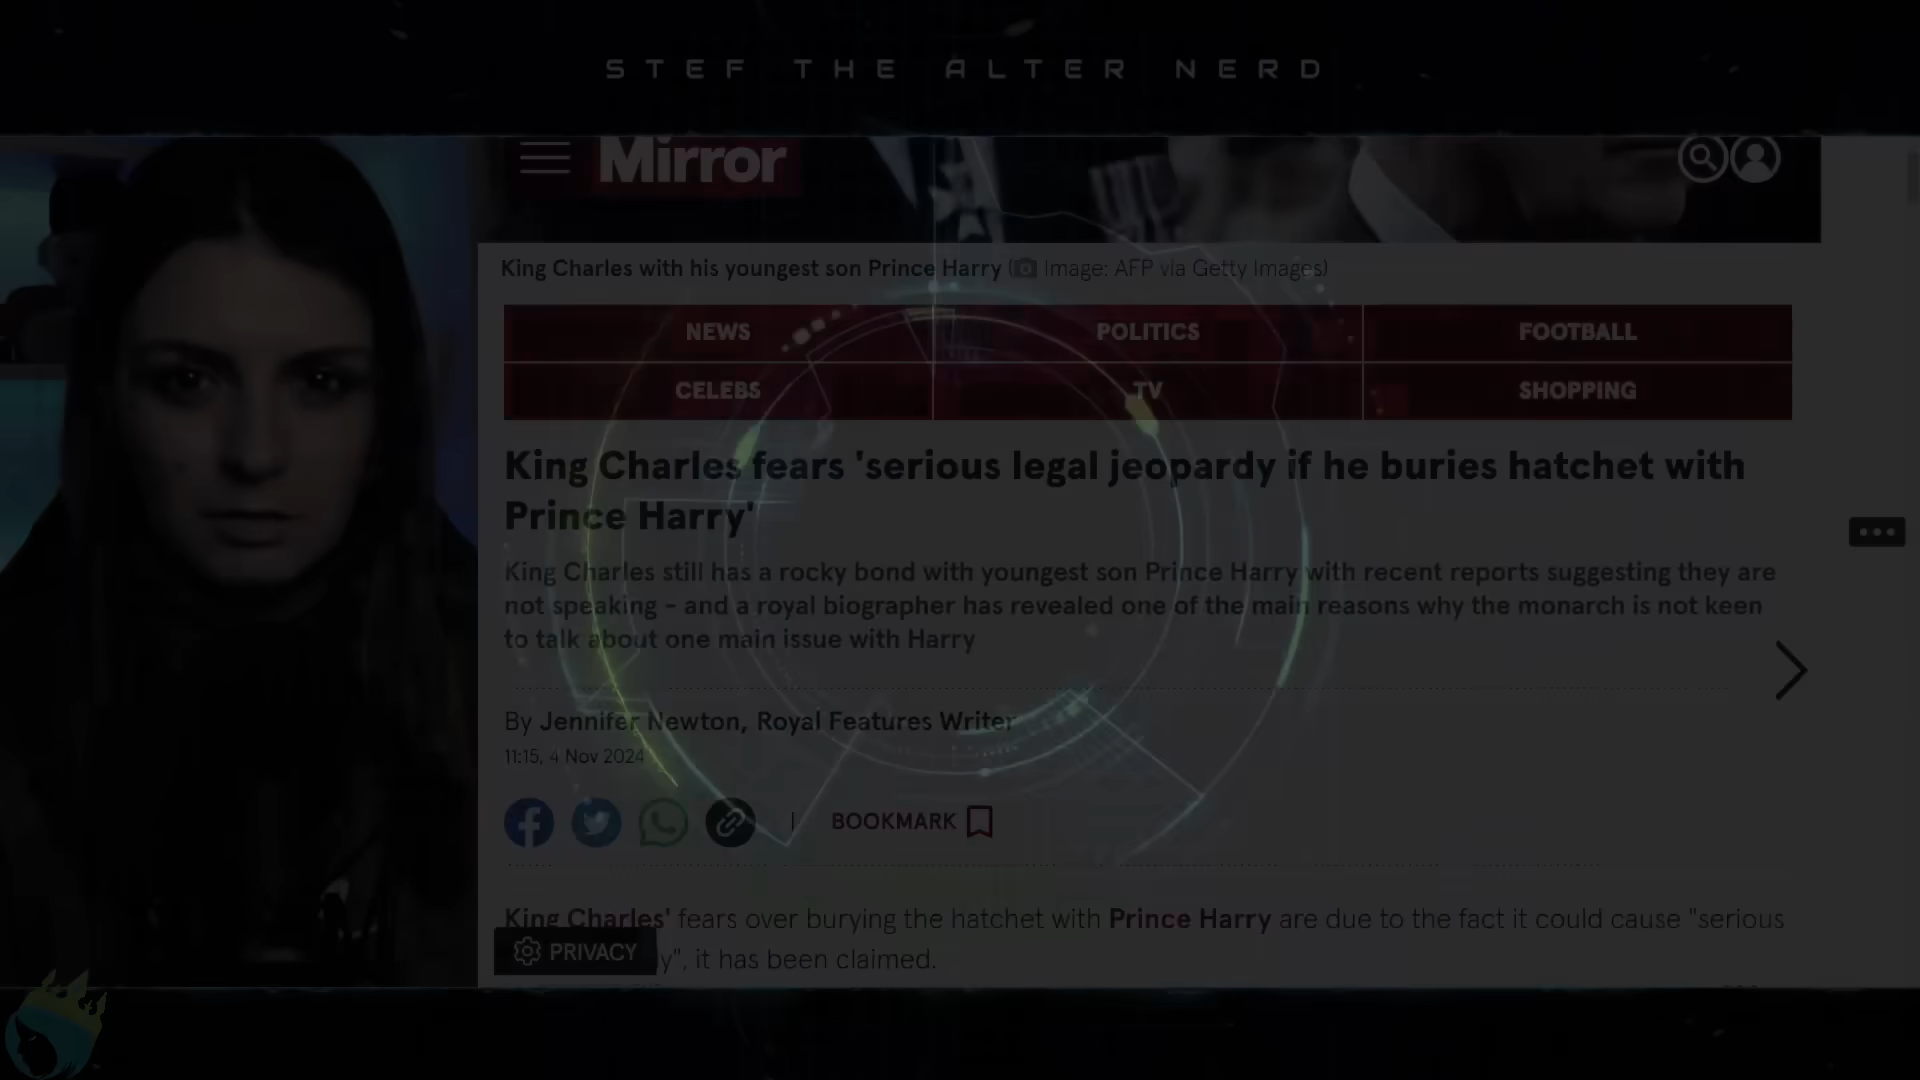 STEF THE ALTER NERD
Mirror
King Charles with his youngest son Prince Harry (Image: AFP via Getty Images)
NEWS POLITICS FOOTBALL
CELEBS TV SHOPPING
King Charles fears 'serious legal jeopardy if he buries hatchet with
Prince Harry'
King Charles still has a rocky bond with youngest son Prince Harry with recent reports suggesting they are
not speaking - and a royal biographer has revealed one of the main reasons why the monarch is not keen
to talk about one main issue with Harry
By Jennifer Newton, Royal Features Writer
11:15, 4 Nov 2024
| BOOKMARK
King Charles' fears over burying the hatchet with Prince Harry are due to the fact it could cause "serious
PRIVACY y", it has been claimed.